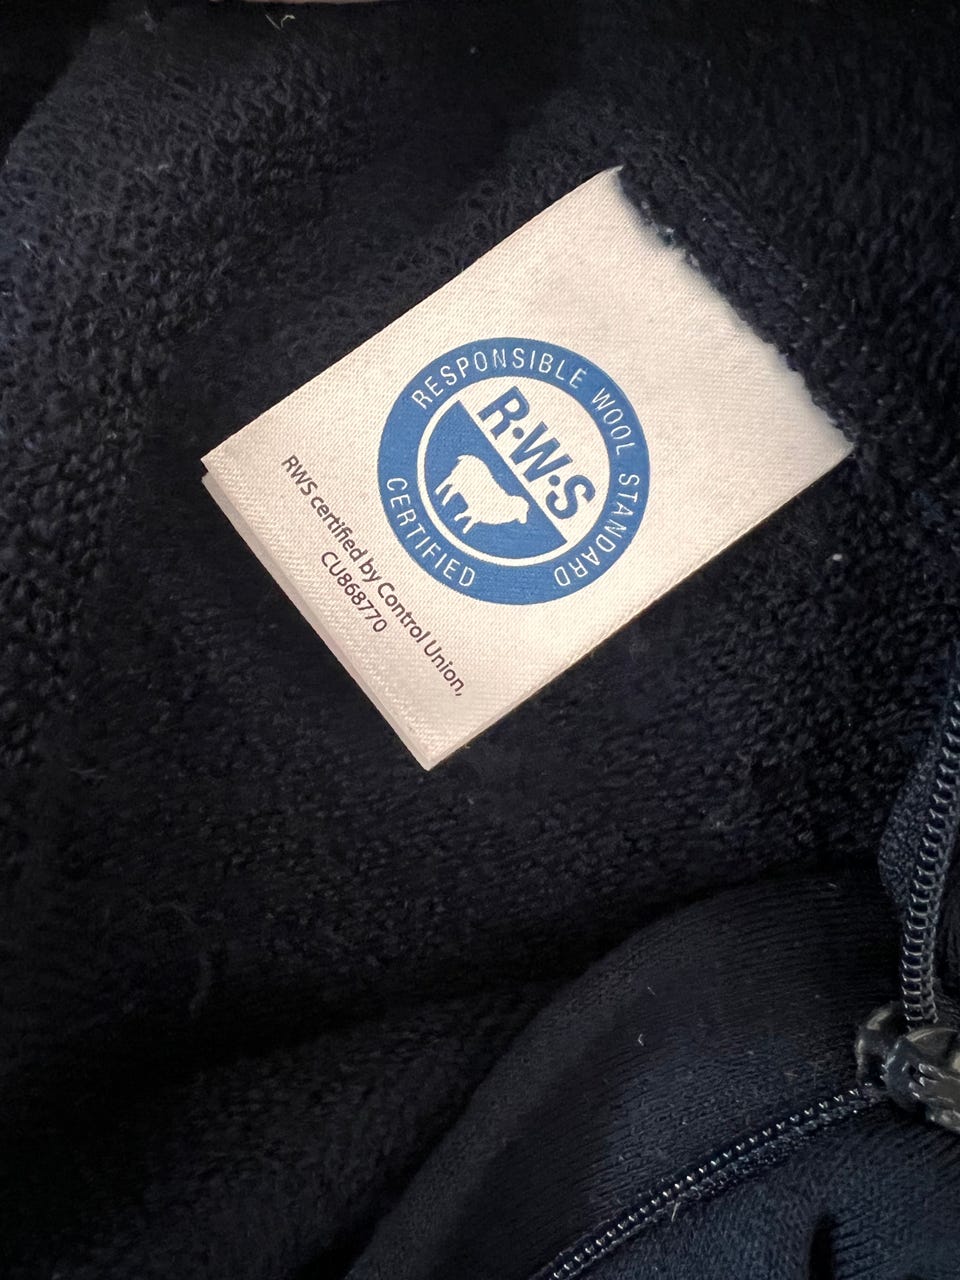 RESPONSIBLE WOOL STANDARD
R·W·S
CERTIFIED
RWS certified by Control Union,
CU868770